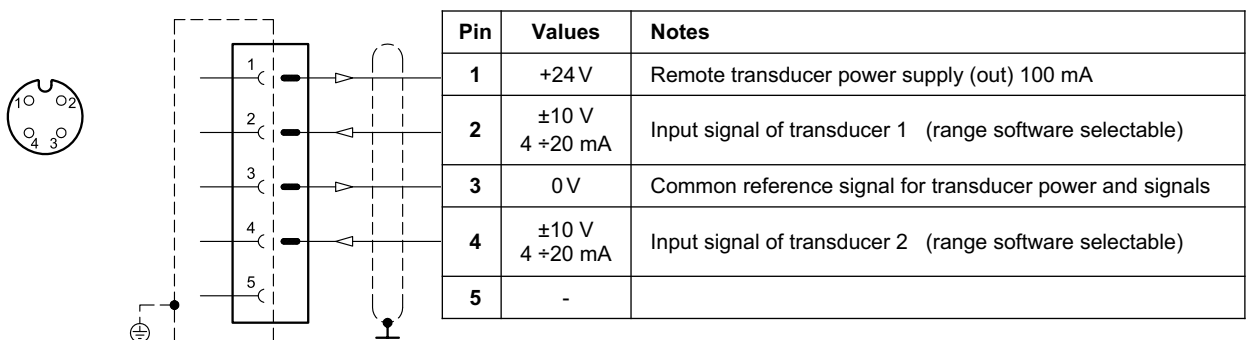 1 2
4 3
1
2
3
4
5
Pin Values Notes
1 +24 V Remote transducer power supply (out) 100 mA
2 ±10 V
4 ÷20 mA Input signal of transducer 1 (range software selectable)
3 0 V Common reference signal for transducer power and signals
4 ±10 V
4 ÷20 mA Input signal of transducer 2 (range software selectable)
5 -